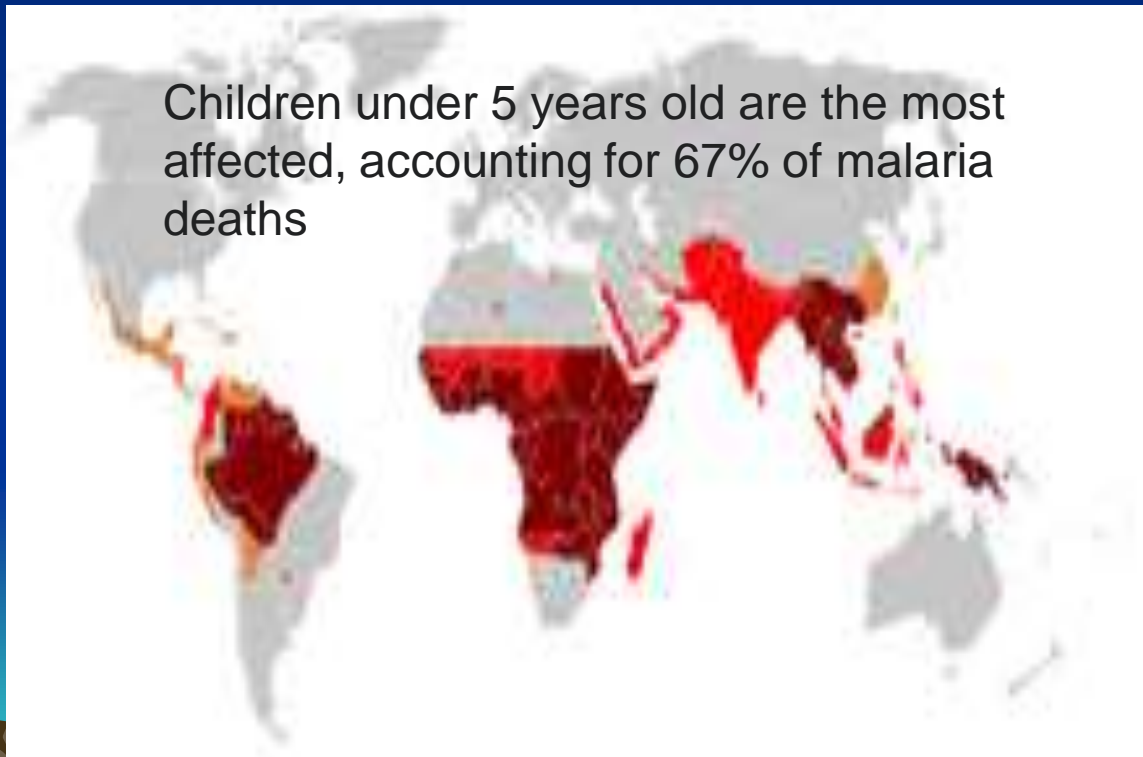 Children under 5 years old are the most
affected, accounting for 67% of malaria
deaths